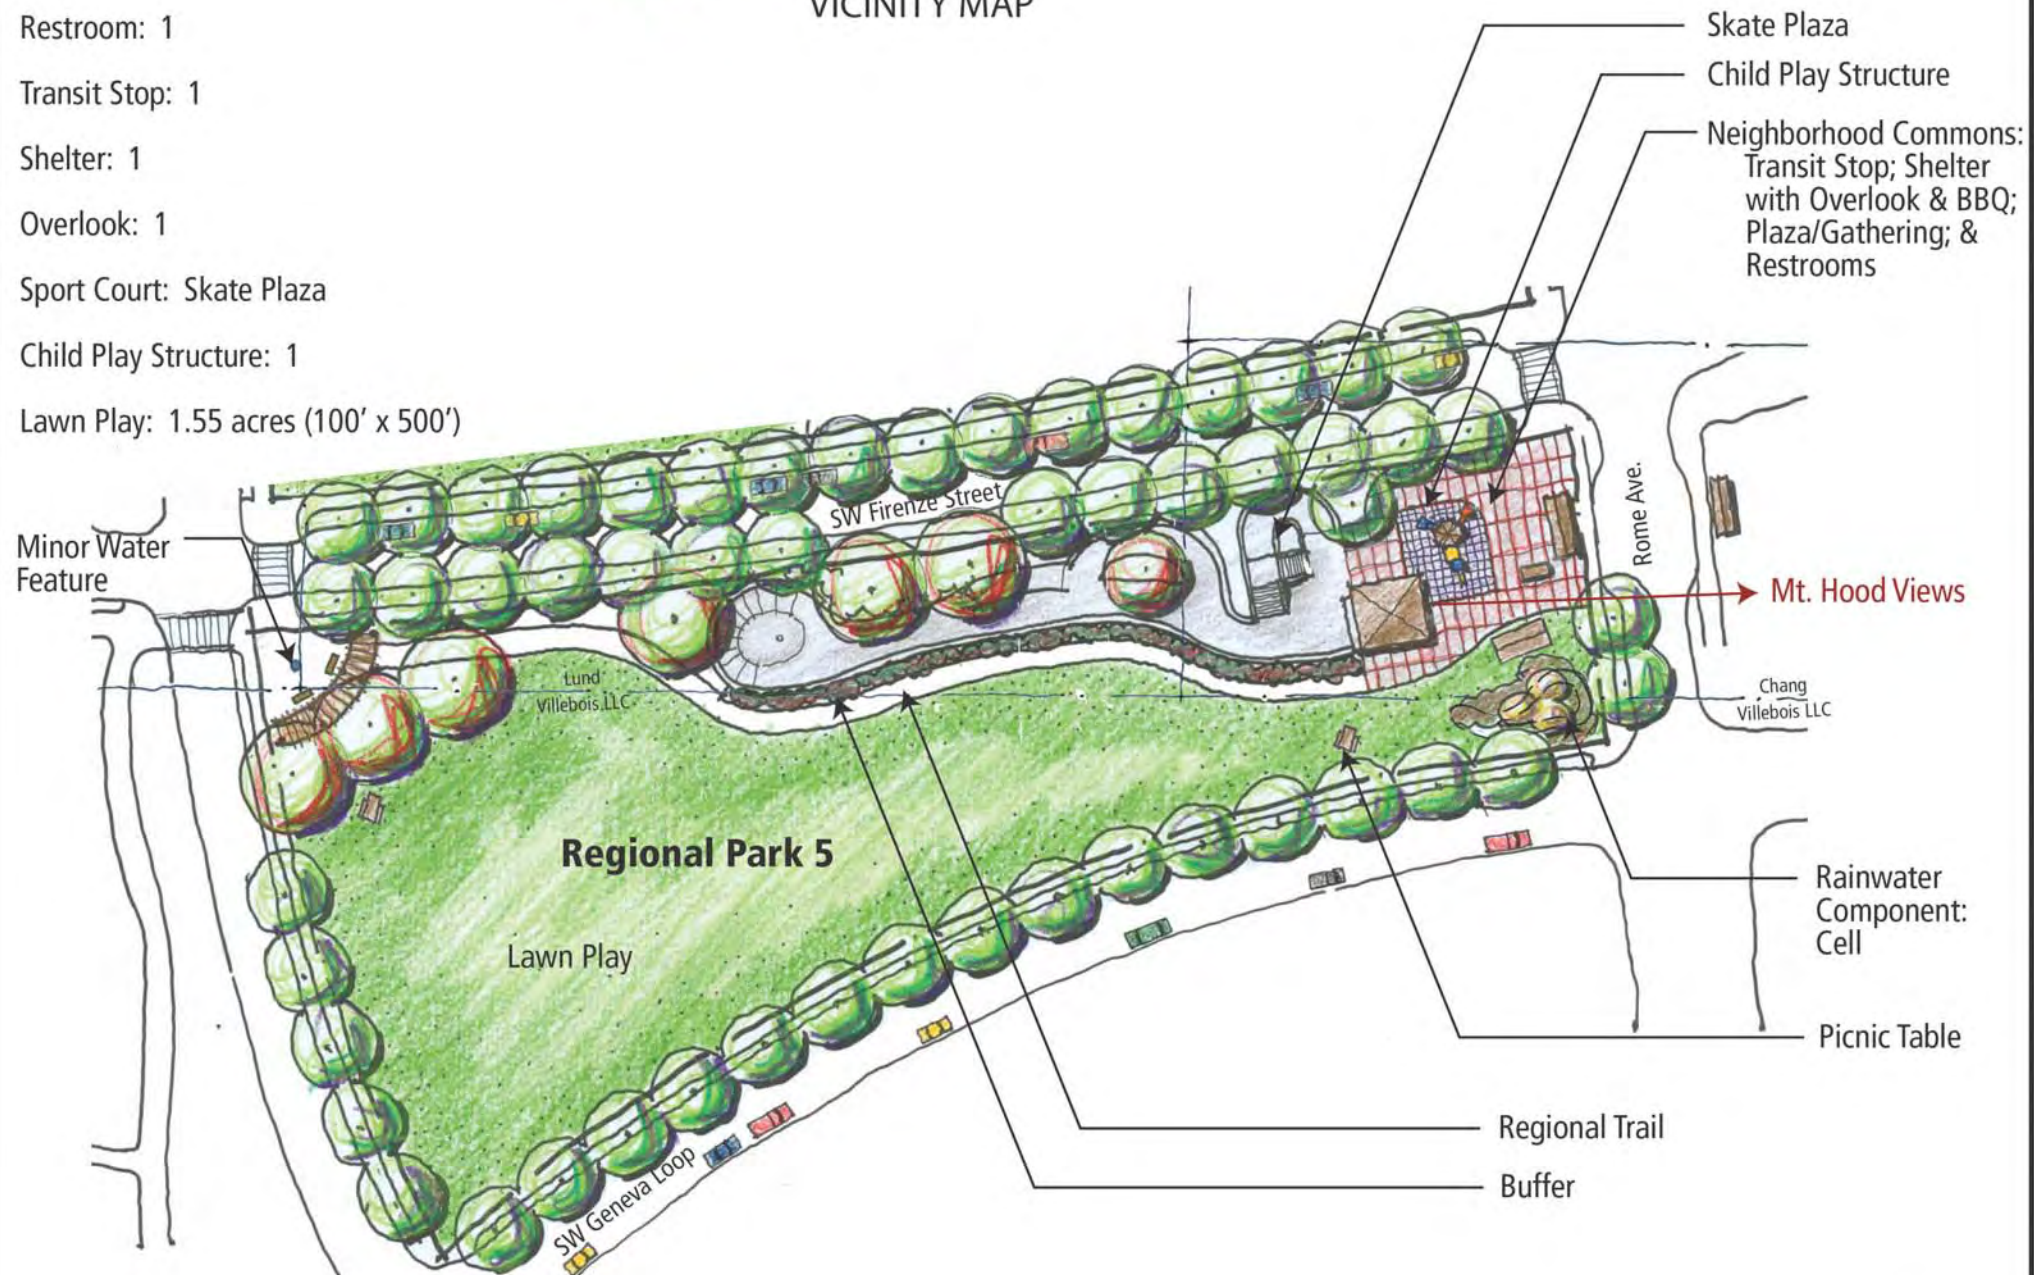 VICINITY MAP
Restroom: 1
Transit Stop: 1
Shelter: 1
Overlook: 1
Sport Court: Skate Plaza
Child Play Structure: 1
Lawn Play: 1.55 acres (100' x 500')
Skate Plaza
Child Play Structure
Neighborhood Commons:
Transit Stop; Shelter
with Overlook & BBQ;
Plaza/Gathering; &
Restrooms
SW Firenze Street
Rome Ave.
Minor Water
Feature
Mt. Hood Views
Lund
Villebois LLC
Chang
Villebois LLC
Regional Park 5
Lawn Play
Rainwater
Component:
Cell
Picnic Table
Regional Trail
Buffer
SW Geneva Loop